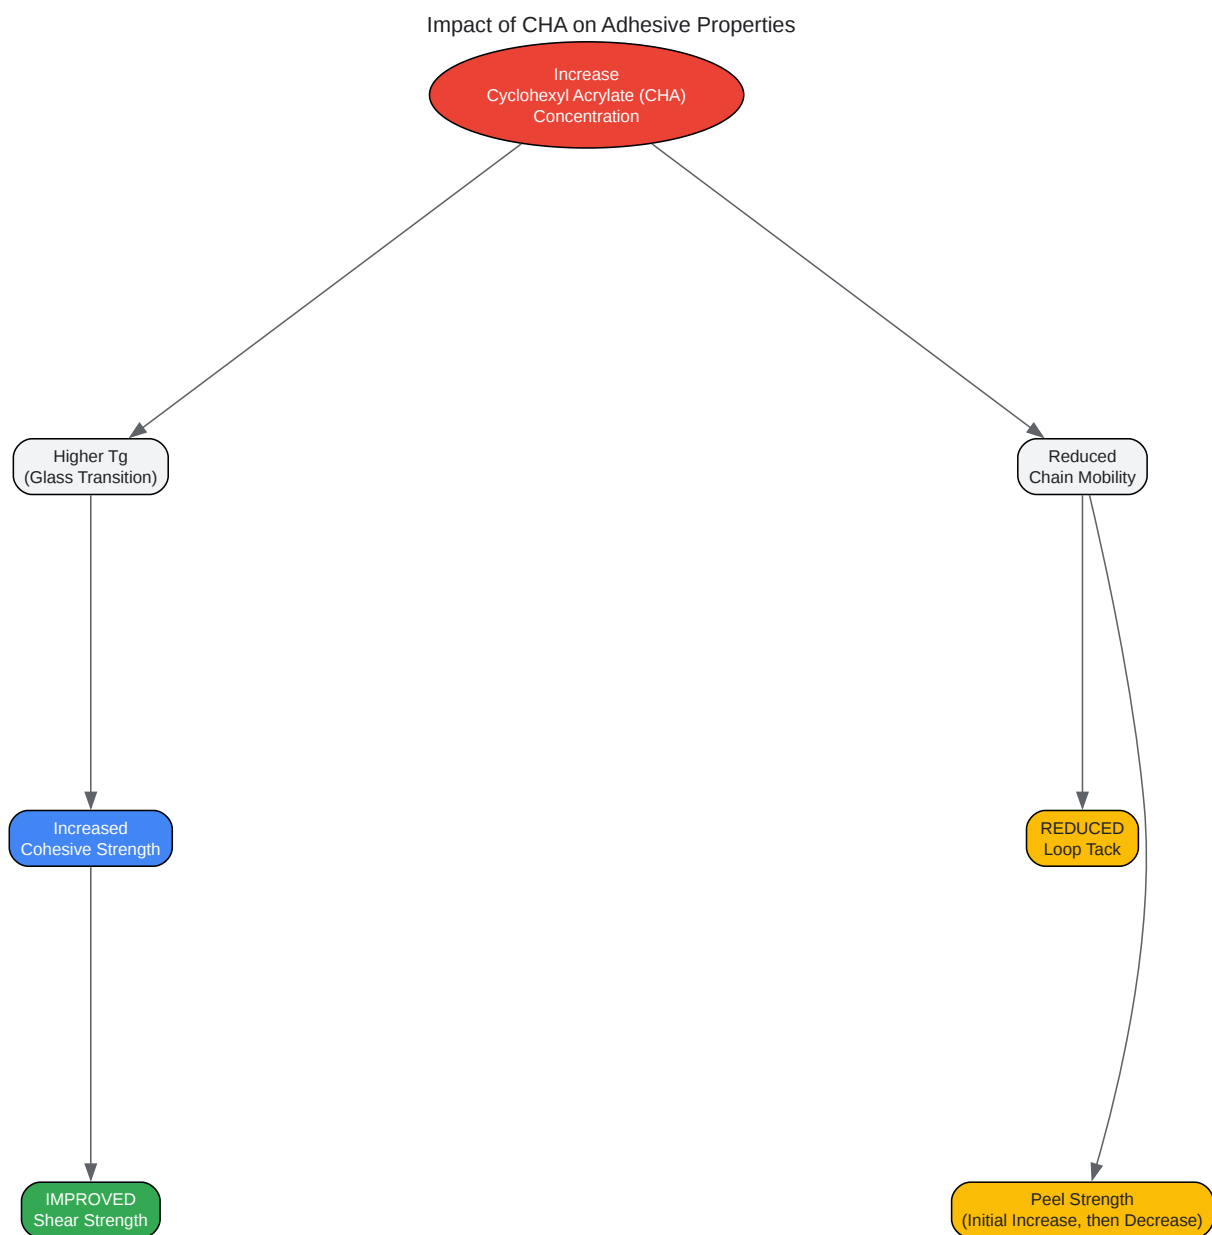 Impact of CHA on Adhesive Properties
Increase
Cyclohexyl Acrylate (CHA)
Concentration
Higher Tg
(Glass Transition)
Reduced
Chain Mobility
Increased
Cohesive Strength
REDUCED
Loop Tack
IMPROVED
Shear Strength
Peel Strength
(Initial Increase, then Decrease)